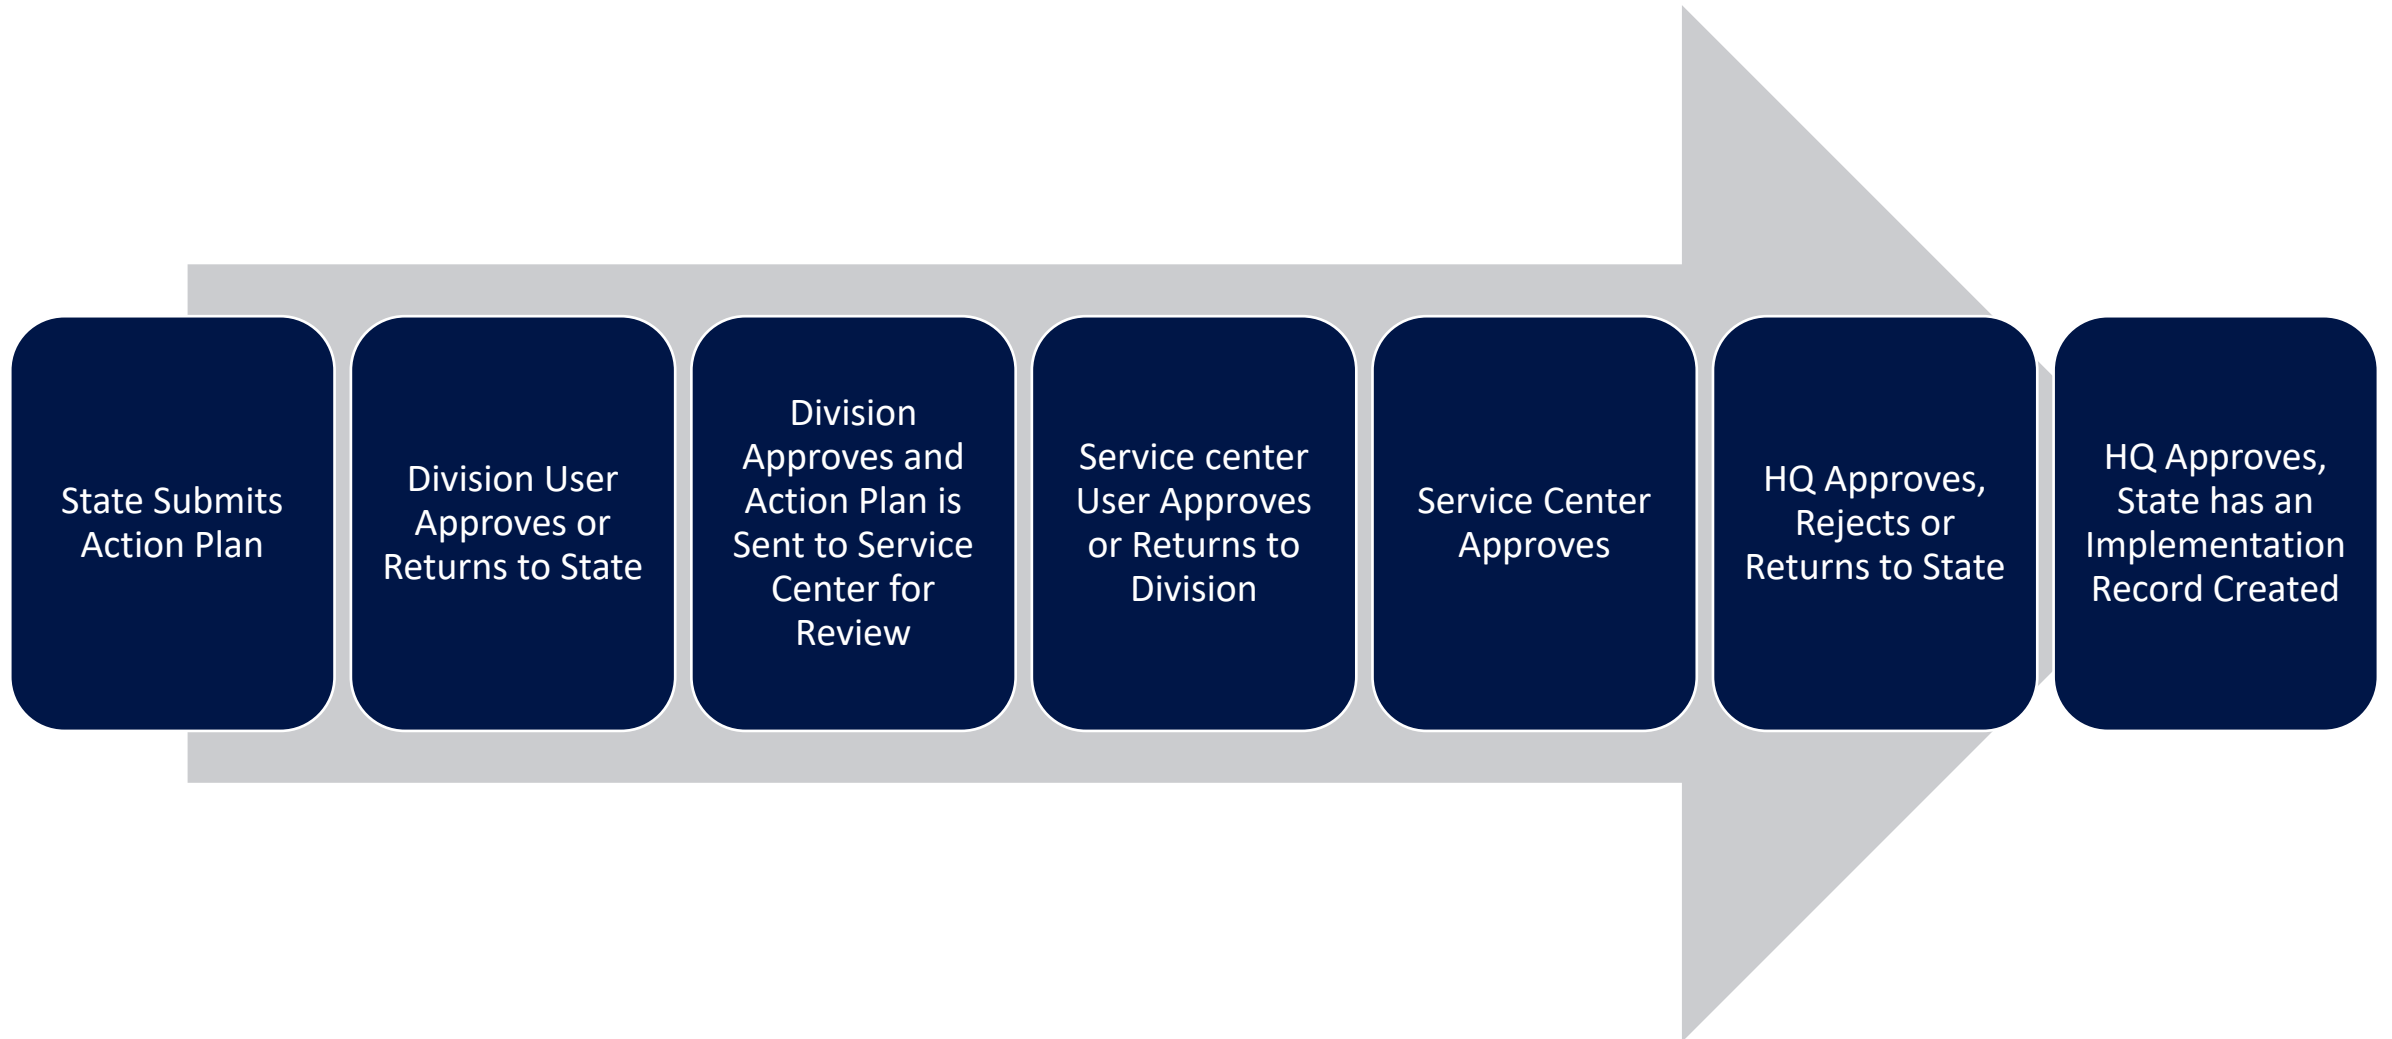 State Submits
Action Plan
Division User
Approves or
Returns to State
Division
Approves and
Action Plan is
Sent to Service
Center for
Review
Service center
User Approves
or Returns to
Division
Service Center
Approves
HQ Approves,
Rejects or
Returns to State
HQ Approves,
State has an
Implementation
Record Created